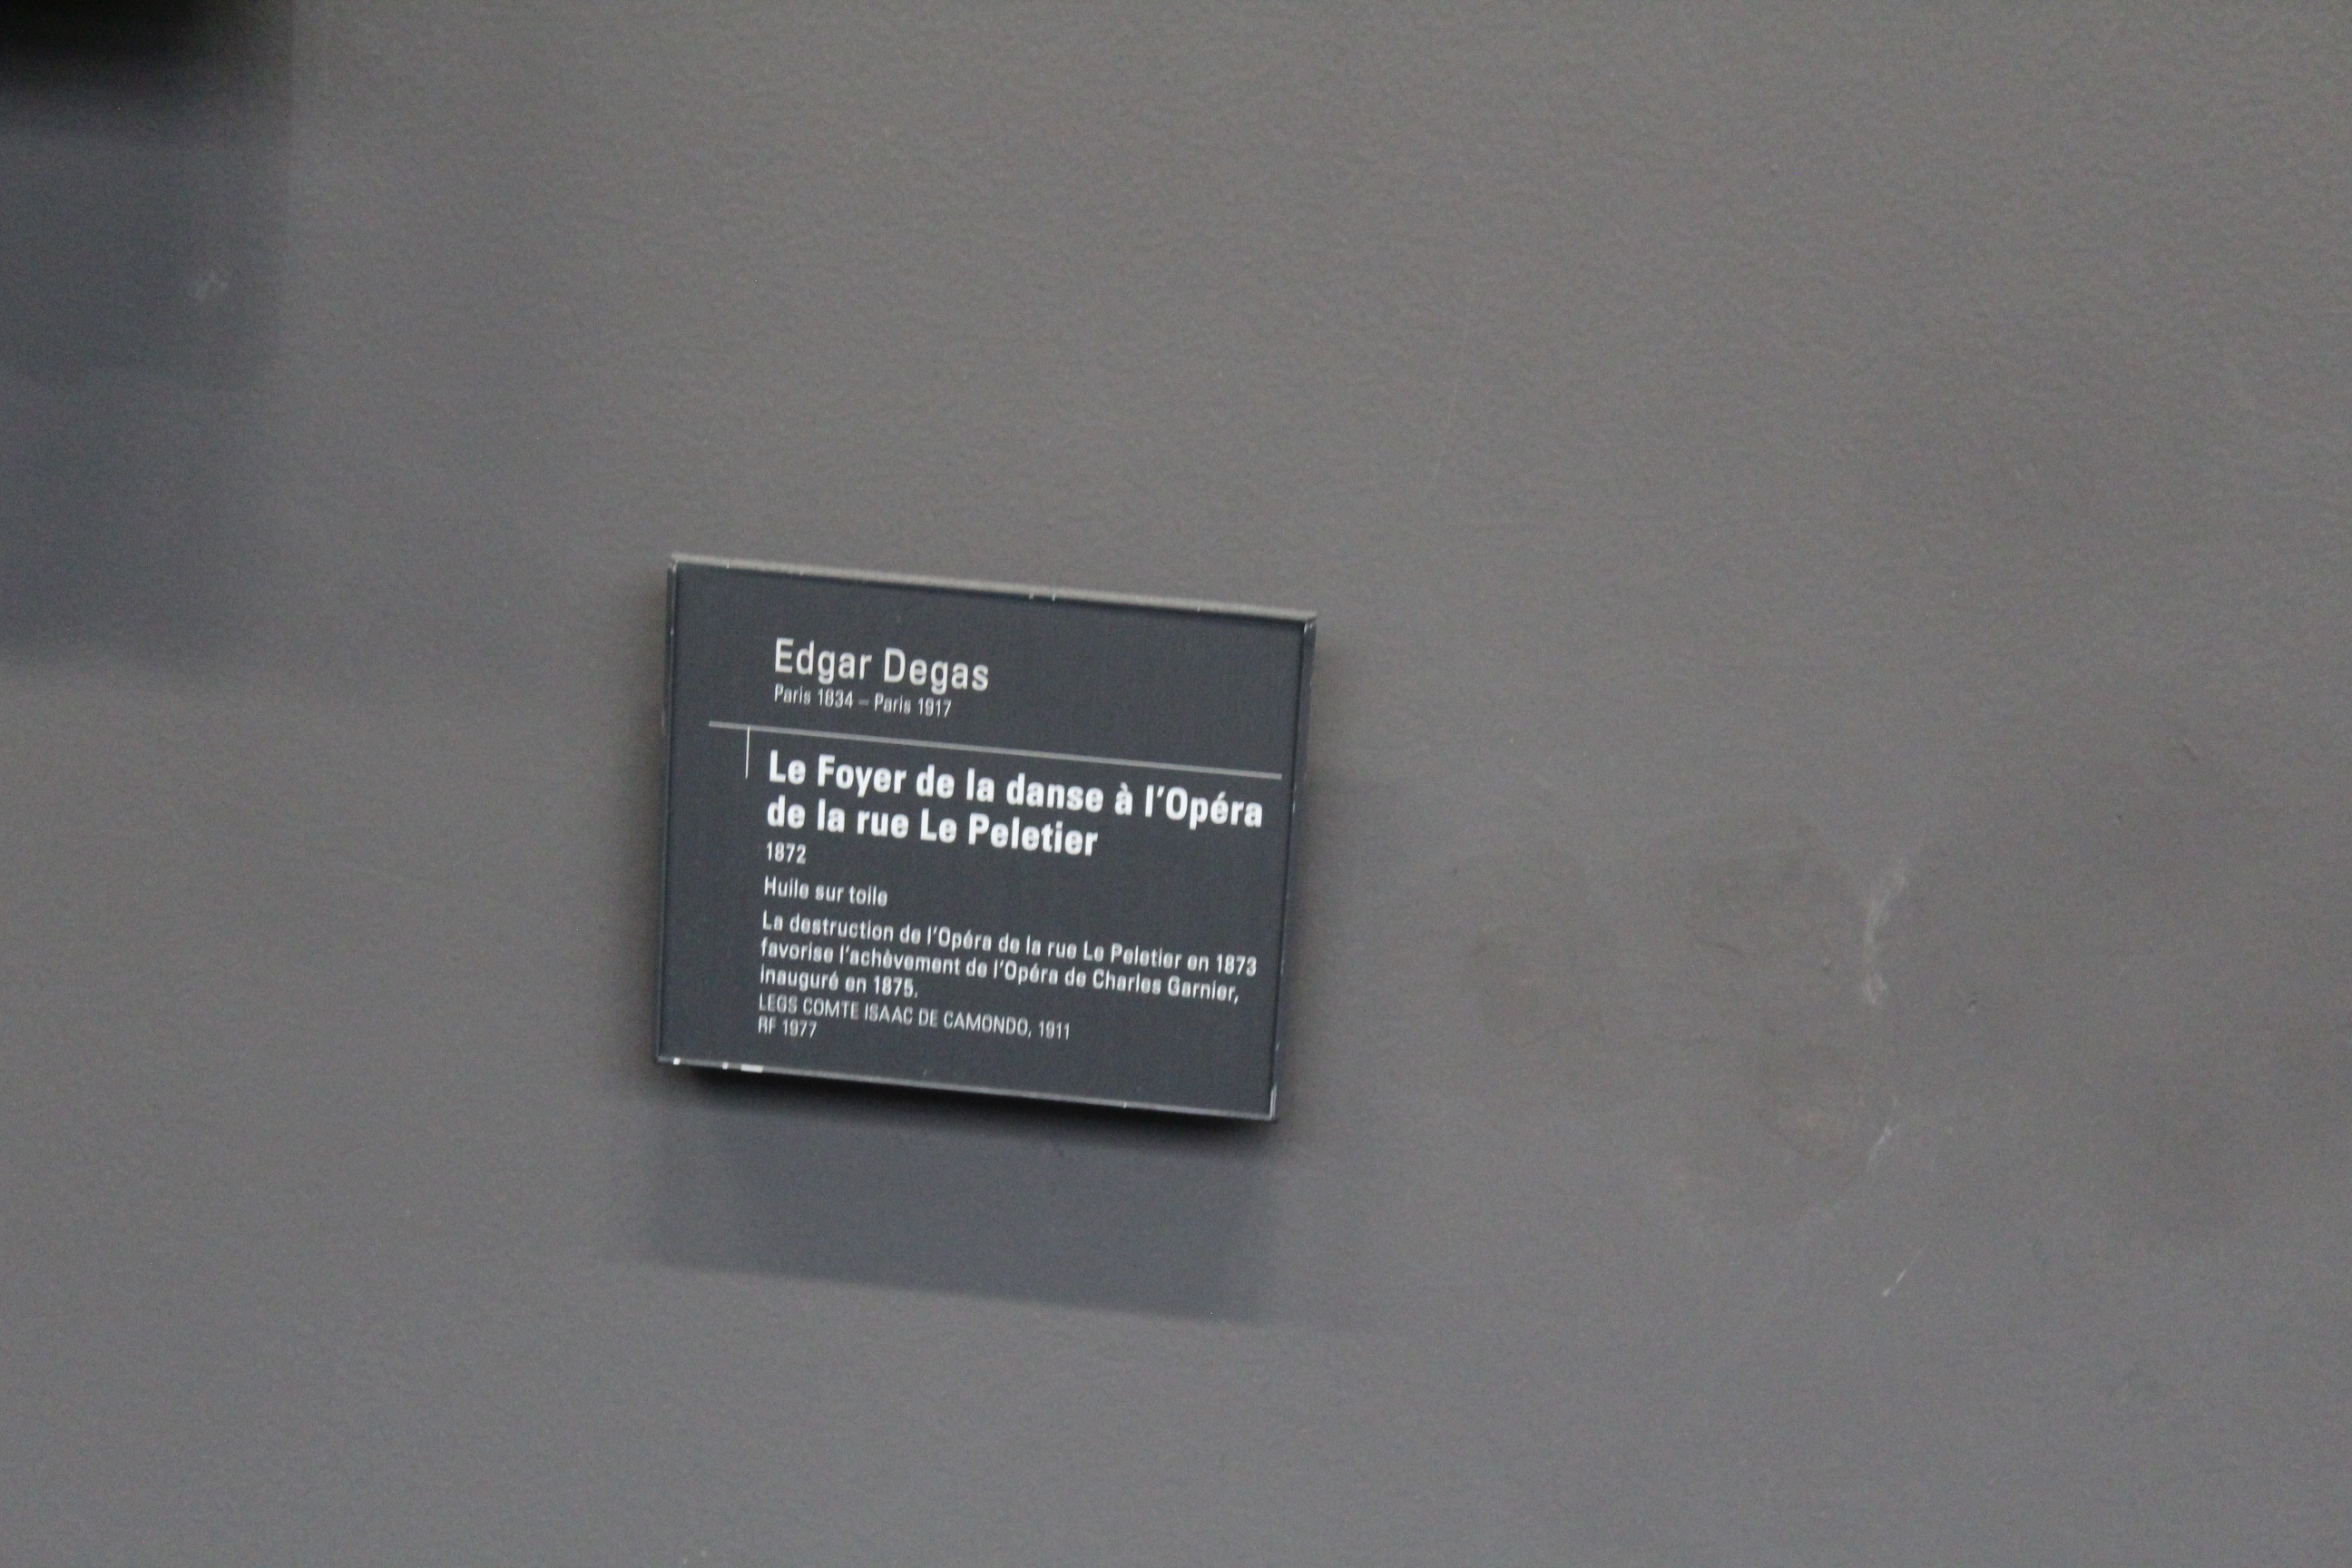 Edgar Degas
Paris 1834 – Paris 1917
Le Foyer de la danse à l'Opéra
de la rue Le Peletier
1872
Huile sur toile
La destruction de l'Opéra de la rue Le Peletier en 1873
favorise l'achèvement de l'Opéra de Charles Garnier,
inauguré en 1875.
LEGS COMTE ISAAC DE CAMONDO, 1911
RF 1977